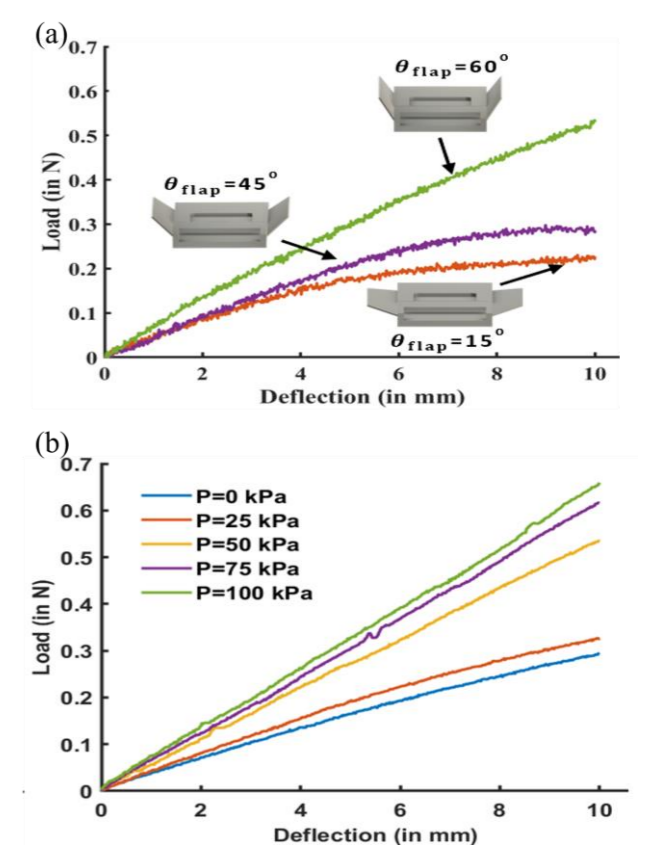 (a)
0.7
0.6
0.5
0.4
0.3
0.2
0.1
0
Load (in N)
θflap=60°
θflap=45°
θflap=15°
0 2 4 6 8 10
Deflection (in mm)
(b)
0.7
0.6
0.5
0.4
0.3
0.2
0.1
0
Load (in N)
P=0 kPa
P=25 kPa
P=50 kPa
P=75 kPa
P=100 kPa
0 2 4 6 8 10
Deflection (in mm)